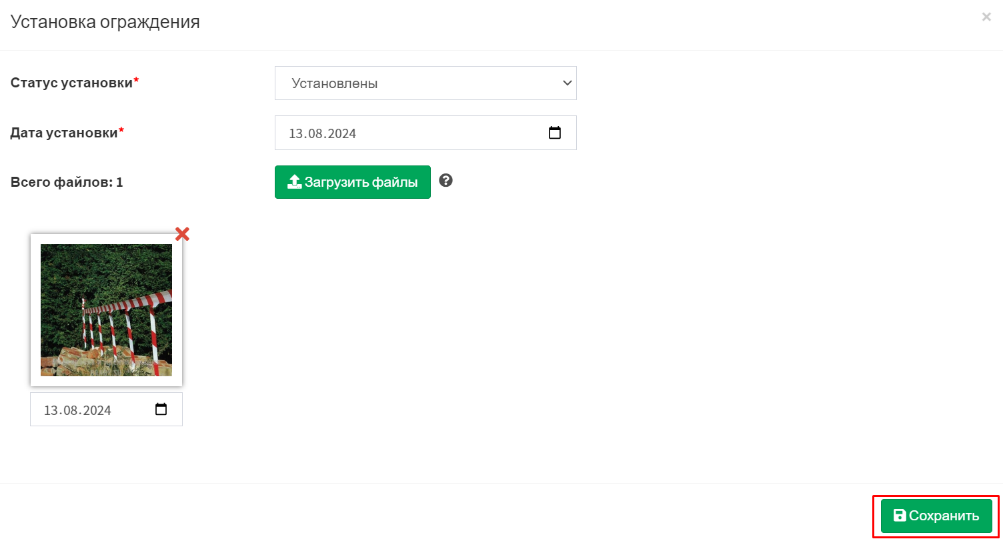 Установка ограждения
×
Статус установки*
Установлены
Дата установки*
13.08.2024
Всего файлов: 1
Загрузить файлы
?
13.08.2024
Сохранить